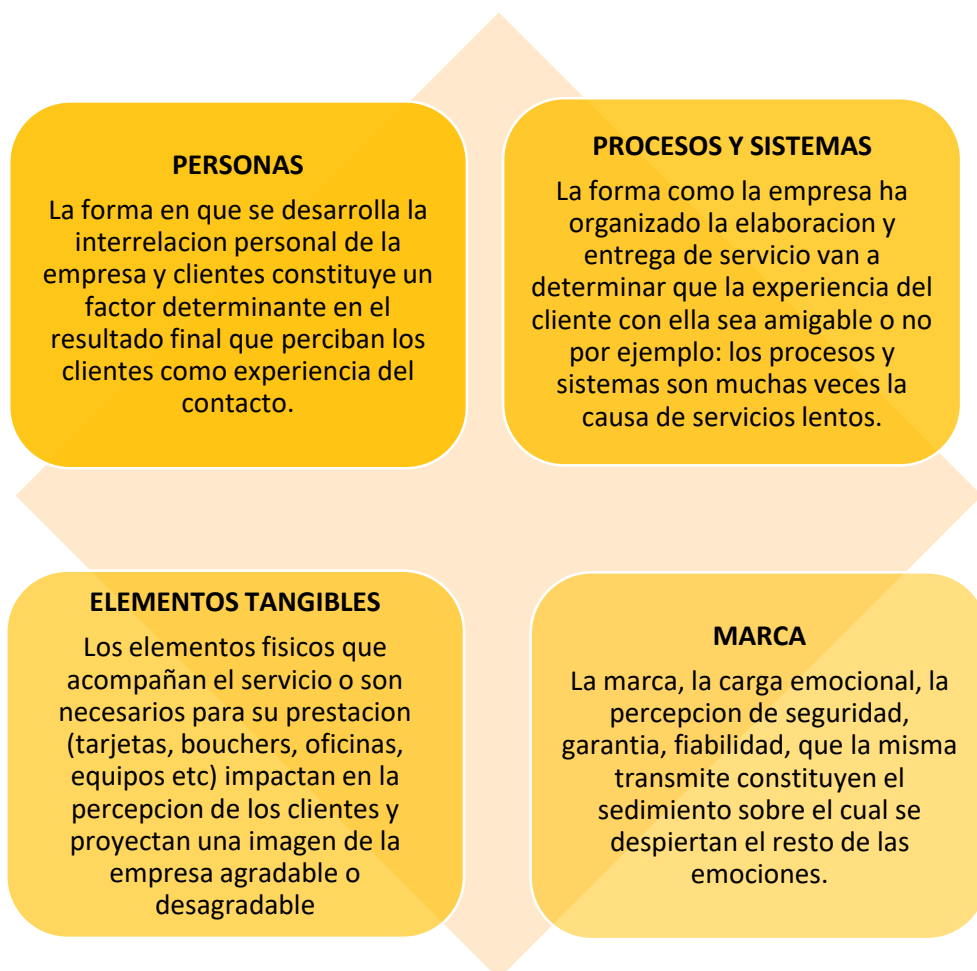 PERSONAS
La forma en que se desarrolla la
interrelacion personal de la
empresa y clientes constituye un
factor determinante en el
resultado final que perciban los
clientes como experiencia del
contacto.
PROCESOS Y SISTEMAS
La forma como la empresa ha
organizado la elaboracion y
entrega de servicio van a
determinar que la experiencia del
cliente con ella sea amigable o no
por ejemplo: los procesos y
sistemas son muchas veces la
causa de servicios lentos.
ELEMENTOS TANGIBLES
Los elementos fisicos que
acompañan el servicio o son
necesarios para su prestacion
(tarjetas, bouchers, oficinas,
equipos etc) impactan en la
percepcion de los clientes y
proyectan una imagen de la
empresa agradable o
desagradable
MARCA
La marca, la carga emocional, la
percepcion de seguridad,
garantia, fiabilidad, que la misma
transmite constituyen el
sedimiento sobre el cual se
despiertan el resto de las
emociones.